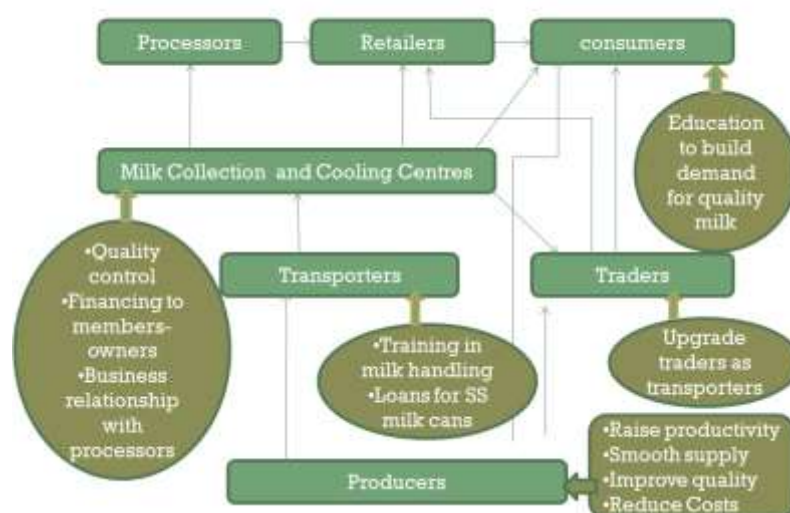 Processors
Retailers
consumers
Education
to build
demand
for quality
milk
Milk Collection and Cooling Centres
•Quality
control
•Financing to
members-
owners
•Business
relationship
with
processors
Transporters
Traders
•Training in
milk handling
•Loans for SS
milk cans
Upgrade
traders as
transporters
Producers
•Raise productivity
•Smooth supply
•Improve quality
•Reduce Costs